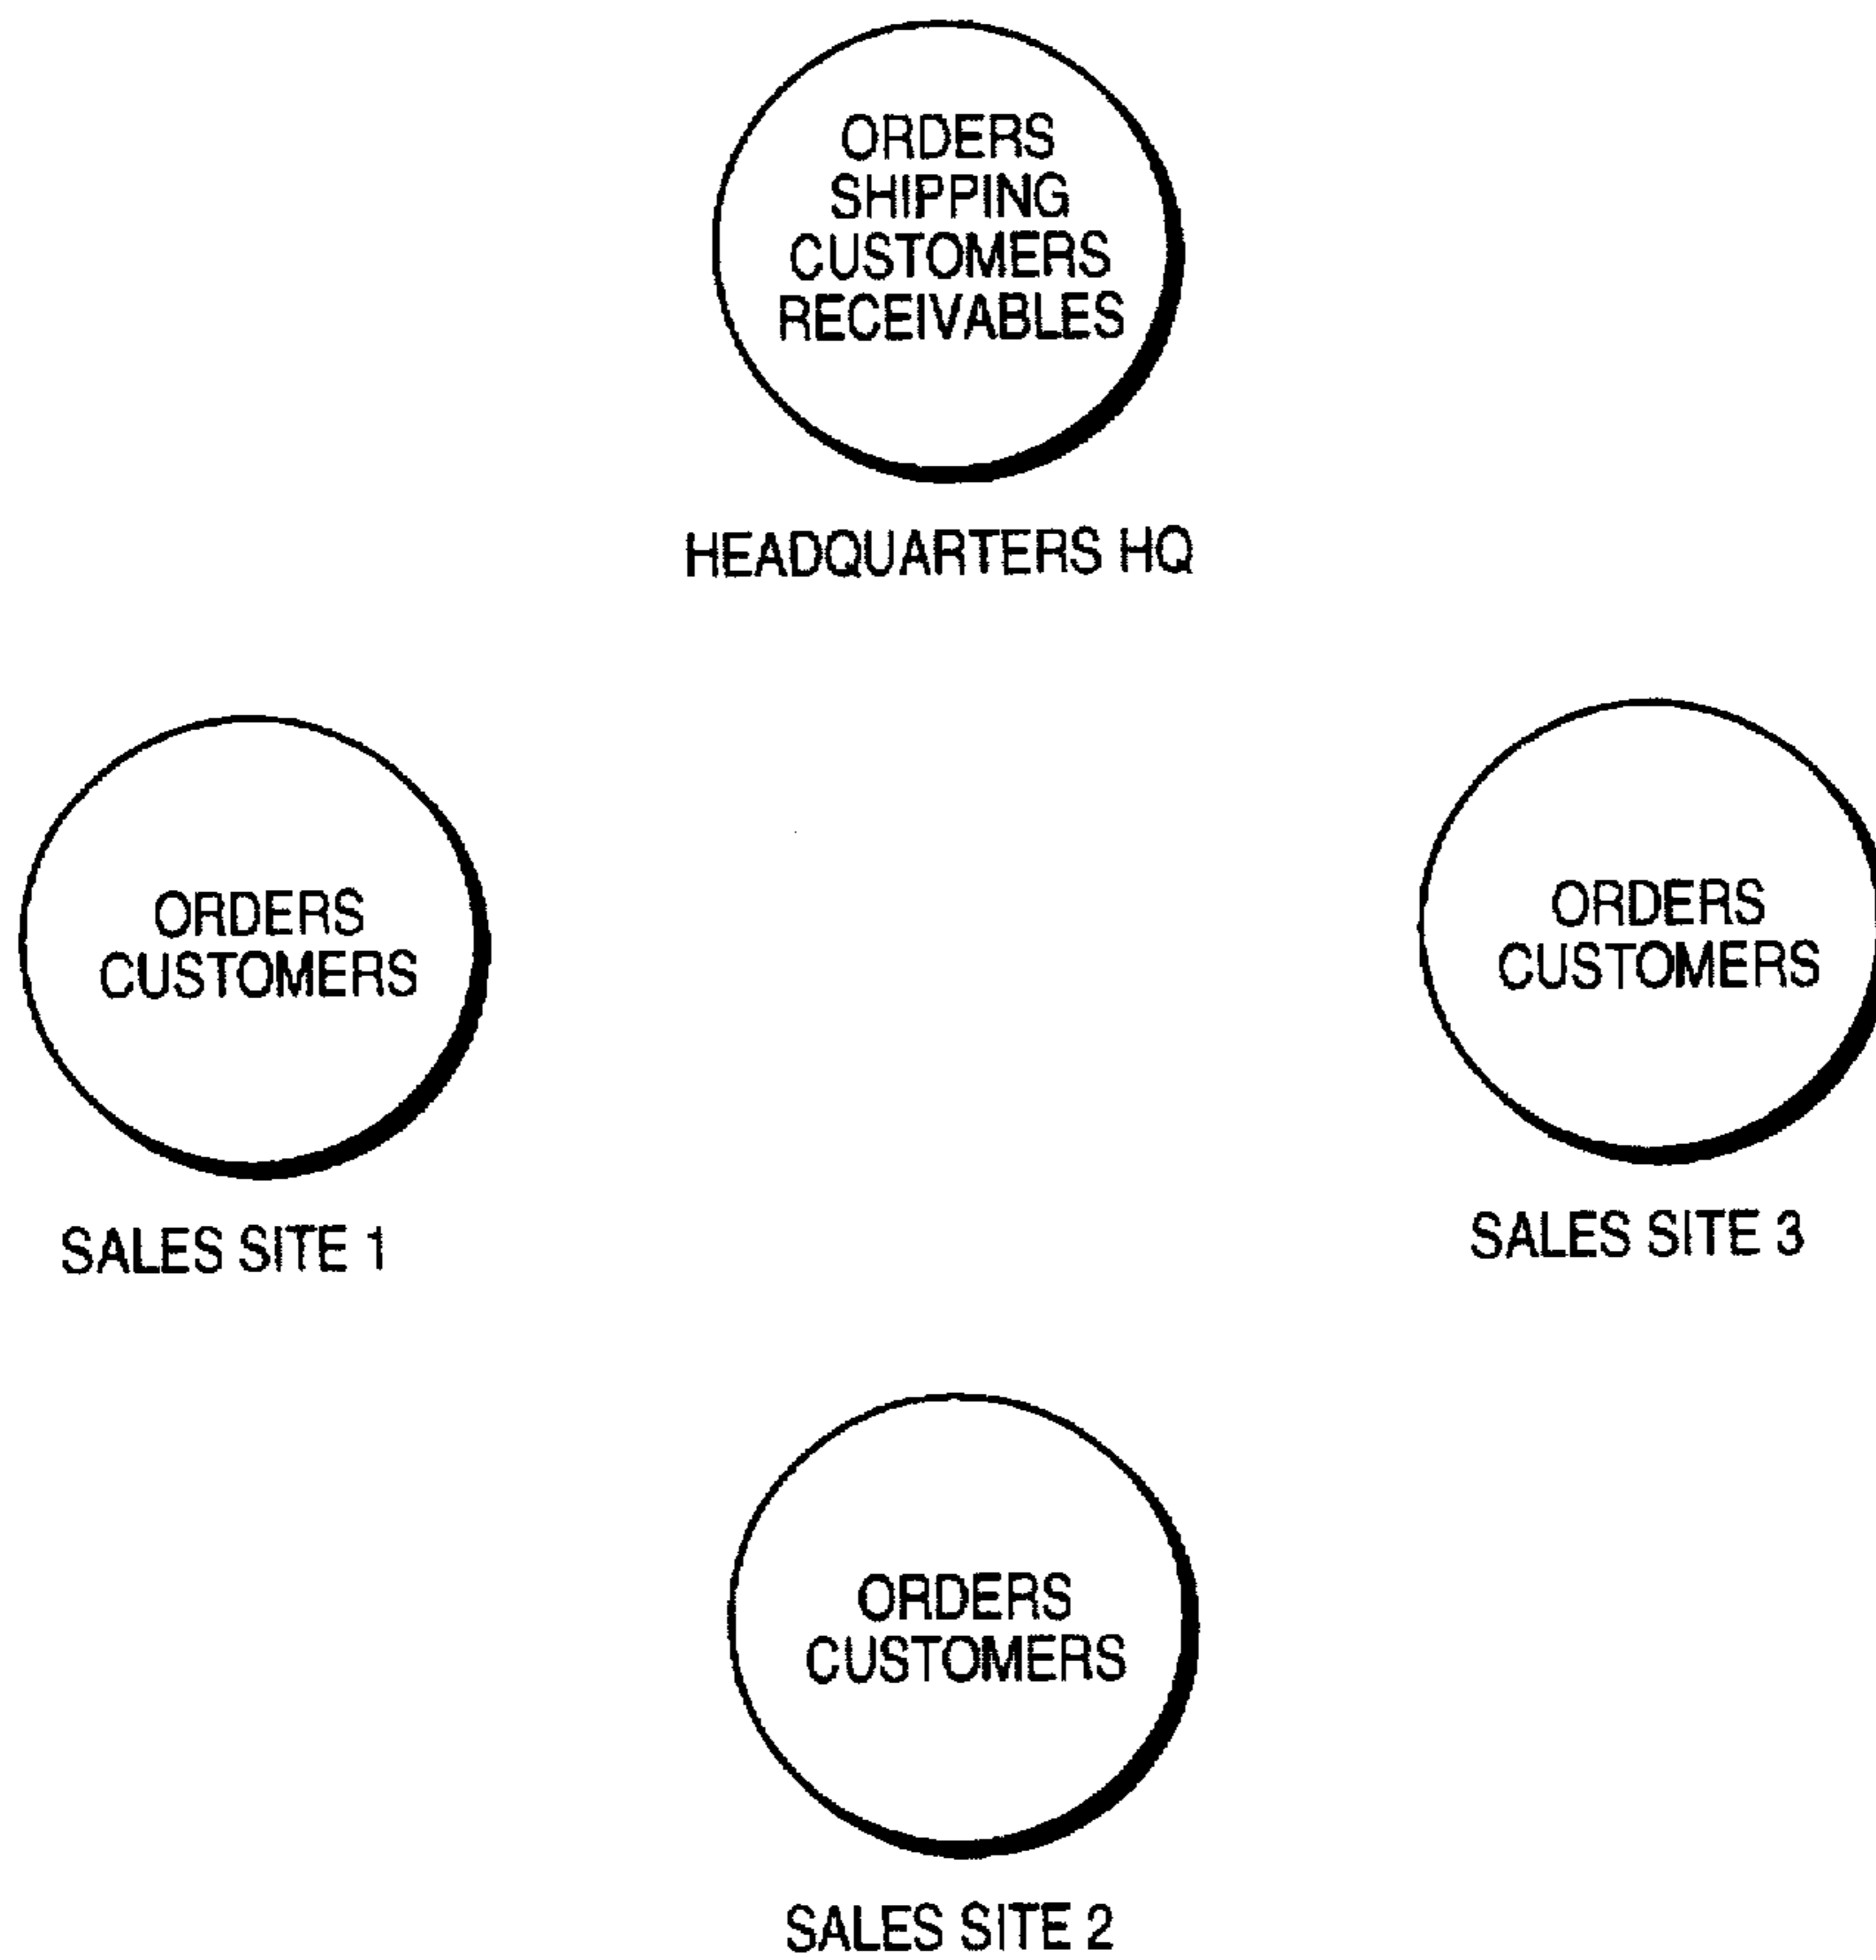 ORDERS
SHIPPING
CUSTOMERS
RECEIVABLES
HEADQUARTERS HQ
ORDERS
CUSTOMERS
SALES SITE 1
ORDERS
CUSTOMERS
SALES SITE 3
ORDERS
CUSTOMERS
SALES SITE 2